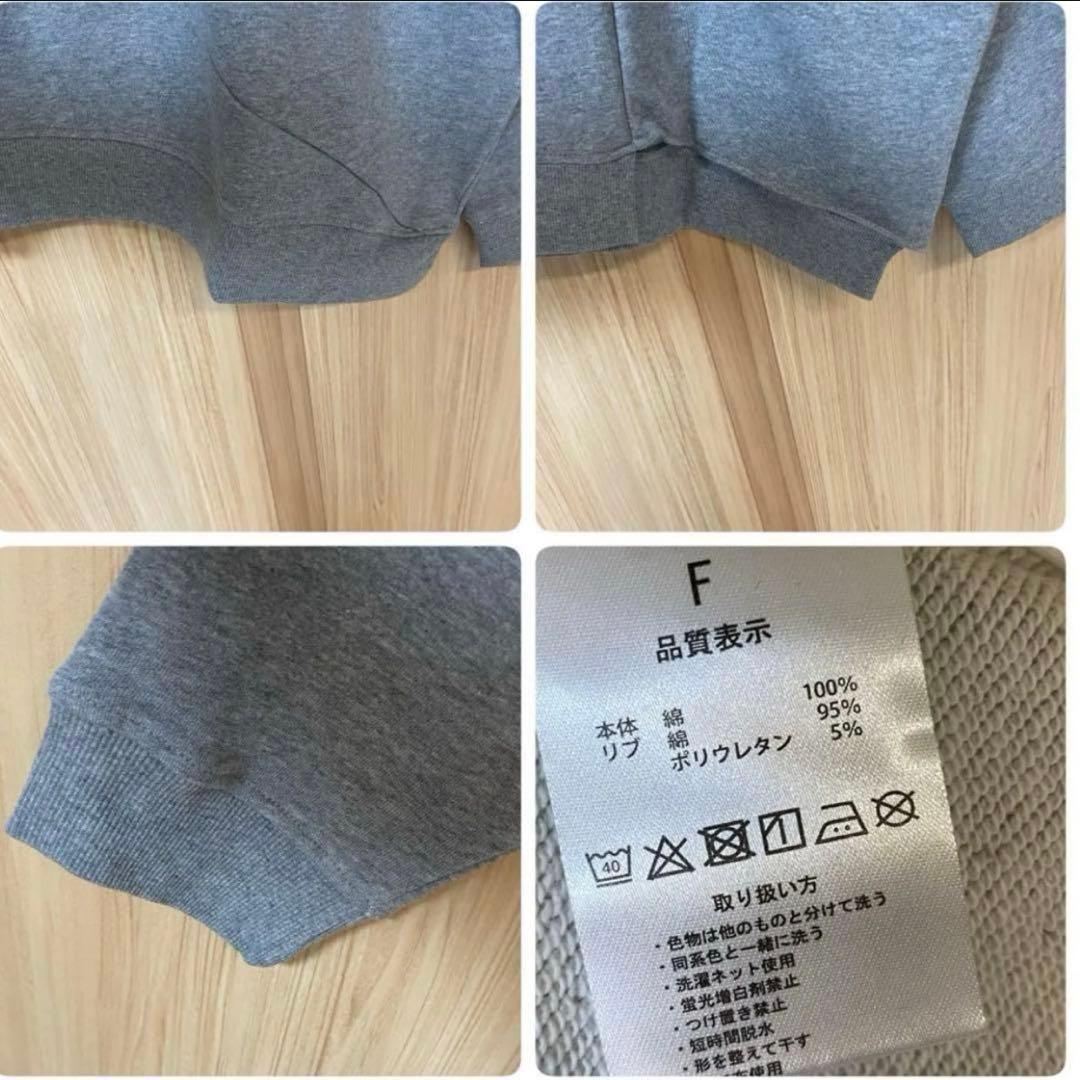 F
品質表示
本体 綿 100%
リブ 綿 95%
ポリウレタン 5%
40
取り扱い方
・色物は他のものと分けて洗う
・同系色と一緒に洗う
・洗濯ネット使用
・蛍光増白剤禁止
・つけ置き禁止
・短時間脱水
・形を整えて干す
布使用